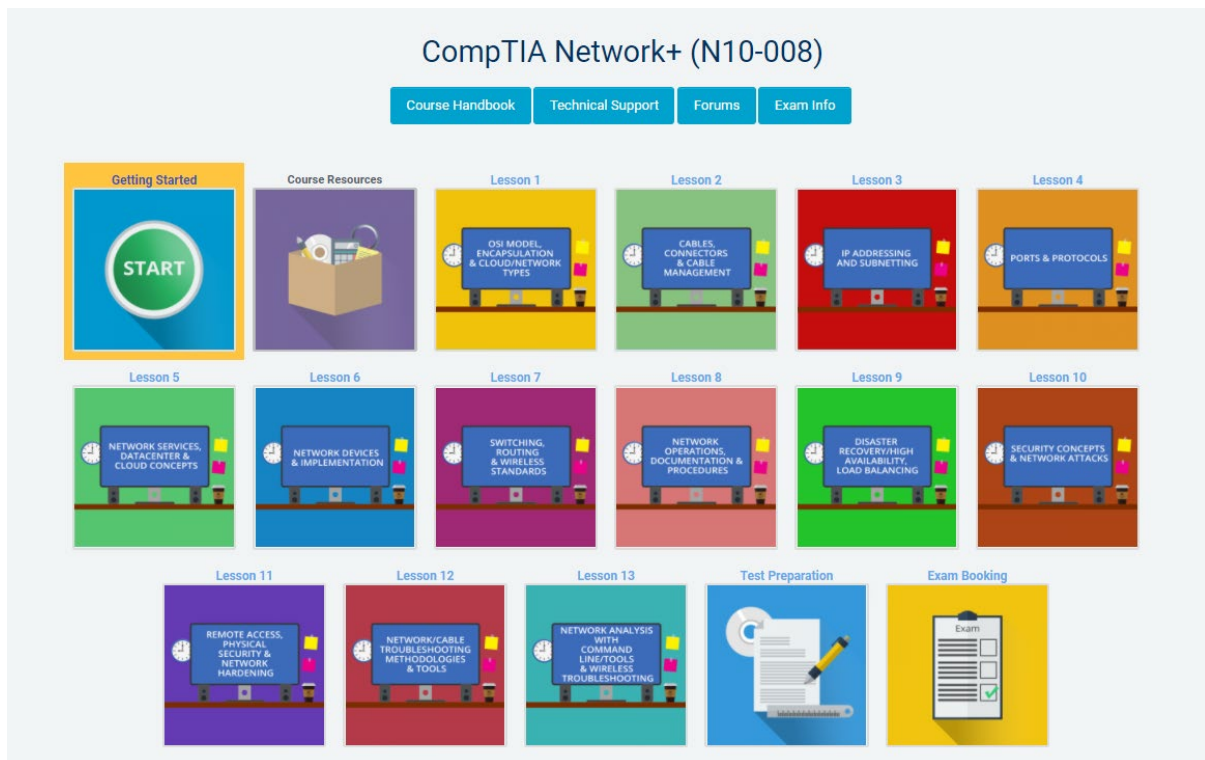 CompTIA Network+ (N10-008)
Course Handbook
Technical Support
Forums
Exam Info
Getting Started
START
Course Resources
Lesson 1
OSI MODEL,
ENCAPSULATION
& CLOUD/NETWORK
TYPES
Lesson 2
CABLES,
CONNECTORS
& CABLE
MANAGEMENT
Lesson 3
IP ADDRESSING
AND SUBNETTING
Lesson 4
PORTS & PROTOCOLS
Lesson 5
NETWORK SERVICES,
DATACENTER &
CLOUD CONCEPTS
Lesson 6
NETWORK DEVICES
& IMPLEMENTATION
Lesson 7
SWITCHING,
ROUTING
& WIRELESS
STANDARDS
Lesson 8
NETWORK
OPERATIONS,
DOCUMENTATION &
PROCEDURES
Lesson 9
DISASTER
RECOVERY/HIGH
AVAILABILITY,
LOAD BALANCING
Lesson 10
SECURITY CONCEPTS
& NETWORK ATTACKS
Lesson 11
REMOTE ACCESS,
PHYSICAL
SECURITY &
NETWORK
HARDENING
Lesson 12
NETWORK/CABLE
TROUBLESHOOTING
METHODOLOGIES
& TOOLS
Lesson 13
NETWORK ANALYSIS
WITH
COMMAND
LINE/TOOLS
& WIRELESS
TROUBLESHOOTING
Test Preparation
Exam Booking
Exam